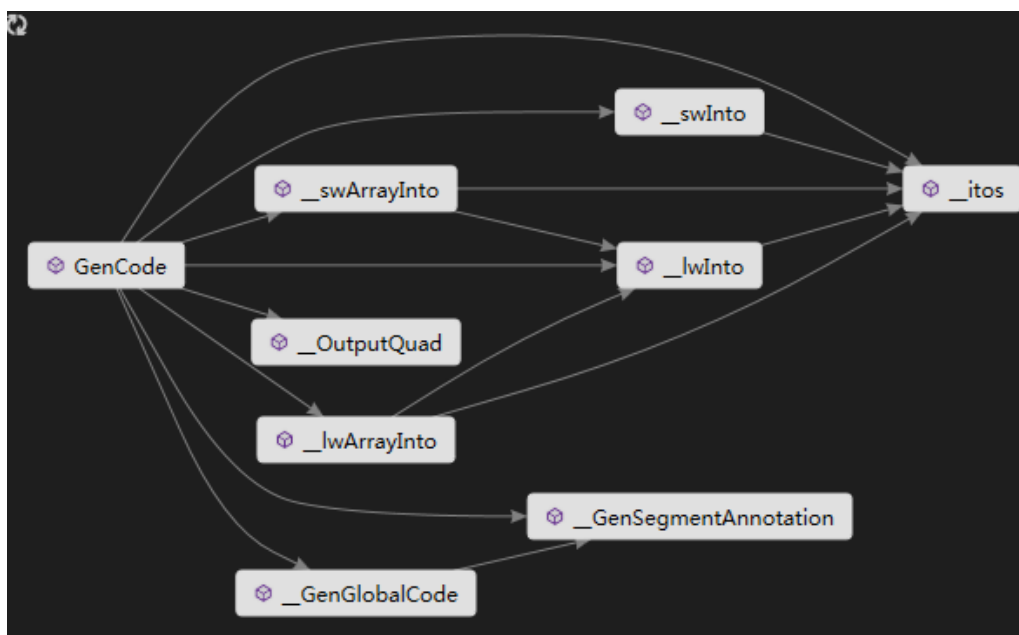 __swInto
__swArrayInto
__itos
GenCode
__lwInto
__OutputQuad
__lwArrayInto
__GenSegmentAnnotation
__GenGlobalCode